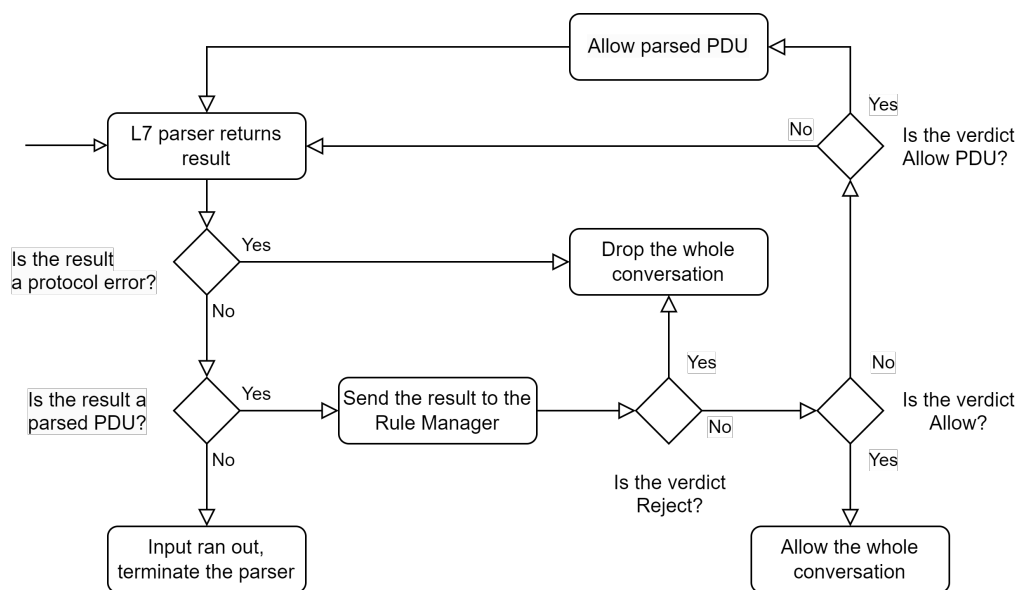 Allow parsed PDU
Yes
No
Is the verdict
Allow PDU?
L7 parser returns
result
Is the result
a protocol error?
Yes
No
Drop the whole
conversation
Yes
No
Is the result a
parsed PDU?
Yes
No
Send the result to the
Rule Manager
No
Is the verdict
Reject?
Is the verdict
Allow?
Yes
Input ran out,
terminate the parser
Allow the whole
conversation